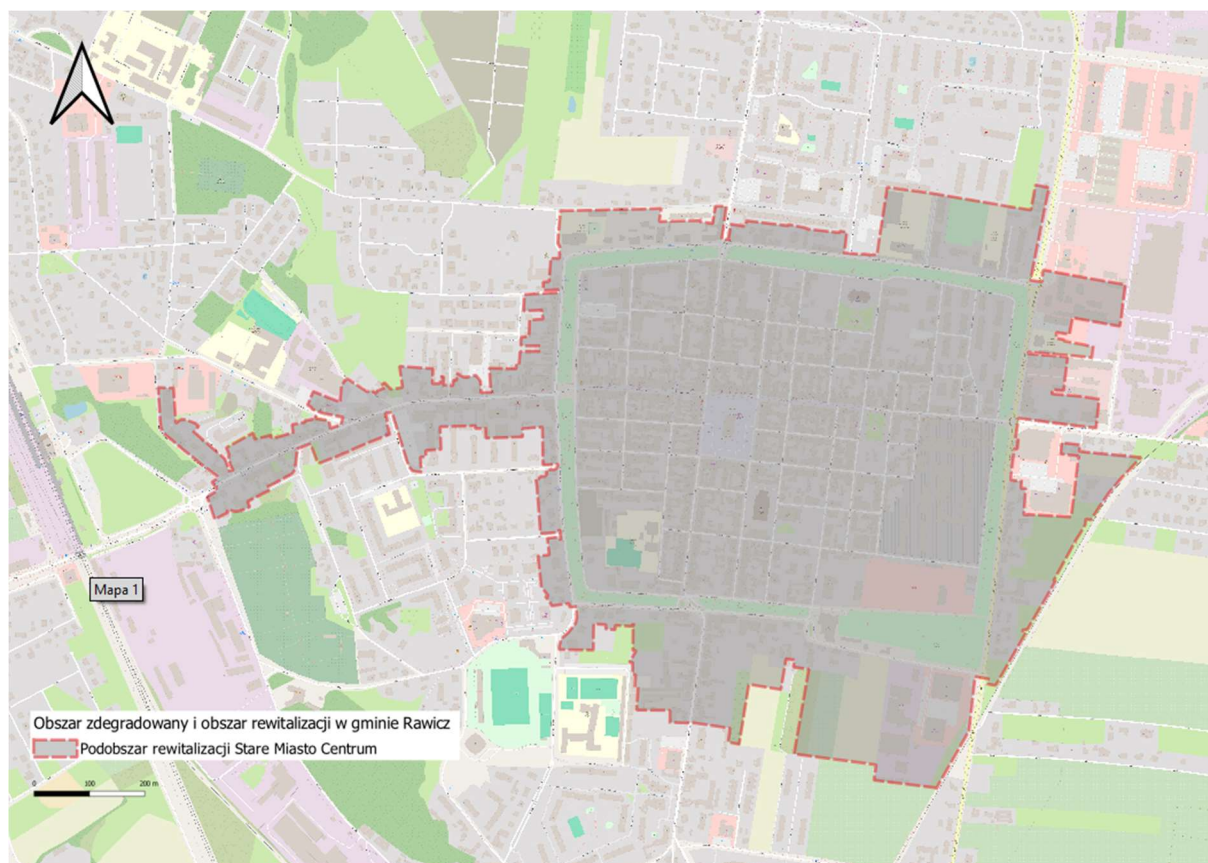 Mapa 1
Obszar zdegradowany i obszar rewitalizacji w gminie Rawicz
Podobszar rewitalizacji Stare Miasto Centrum
0 100 200 m